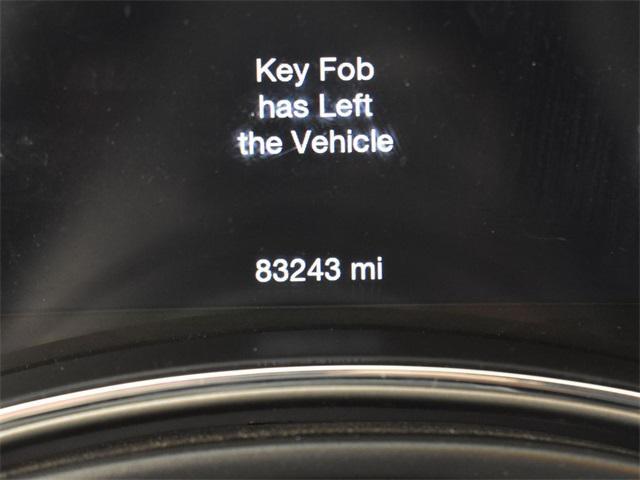 Key Fob
has Left
the Vehicle
83243 mi